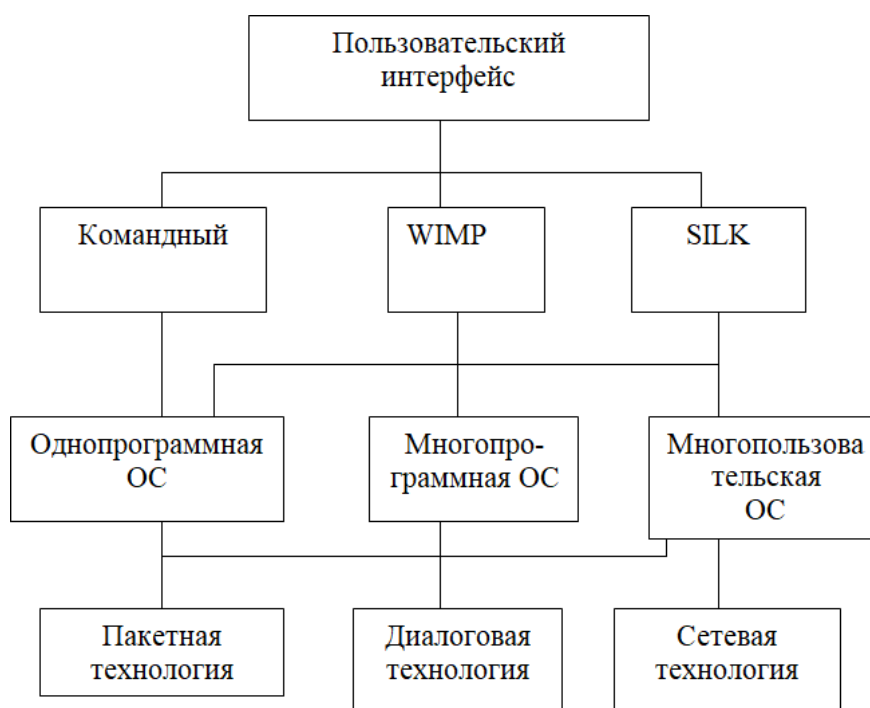 Пользовательский
интерфейс
Командный
WIMP
SILK
Однопрограммная
ОС
Многопро-
граммная ОС
Многопользова
тельская
ОС
Пакетная
технология
Диалоговая
технология
Сетевая
технология